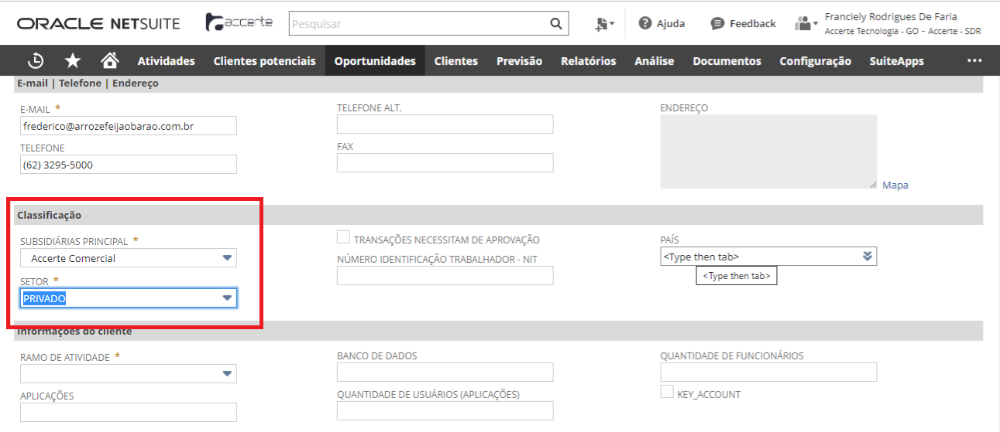 ORACLE NETSUITE
accerte
Pesquisar
Ajuda
Feedback
Franciely Rodrigues De Faria
Accerte Tecnologia - GO - Accerte - SDR
Atividades Clientes potenciais Oportunidades Clientes Previsão Relatórios Análise Documentos Configuração SuiteApps
E-mail | Telefone | Endereço
E-MAIL *
frederico@arrozefeijaobarao.com.br
TELEFONE
(62) 3295-5000
TELEFONE ALT.
FAX
ENDEREÇO
Mapa
Classificação
SUBSIDIÁRIAS PRINCIPAL *
Accerte Comercial
SETOR *
PRIVADO
TRANSAÇÕES NECESSITAM DE APROVAÇÃO
NÚMERO IDENTIFICAÇÃO TRABALHADOR - NIT
PAÍS
<Type then tab>
<Type then tab>
Informações do cliente
RAMO DE ATIVIDADE *
APLICAÇÕES
BANCO DE DADOS
QUANTIDADE DE USUÁRIOS (APLICAÇÕES)
QUANTIDADE DE FUNCIONÁRIOS
KEY_ACCOUNT